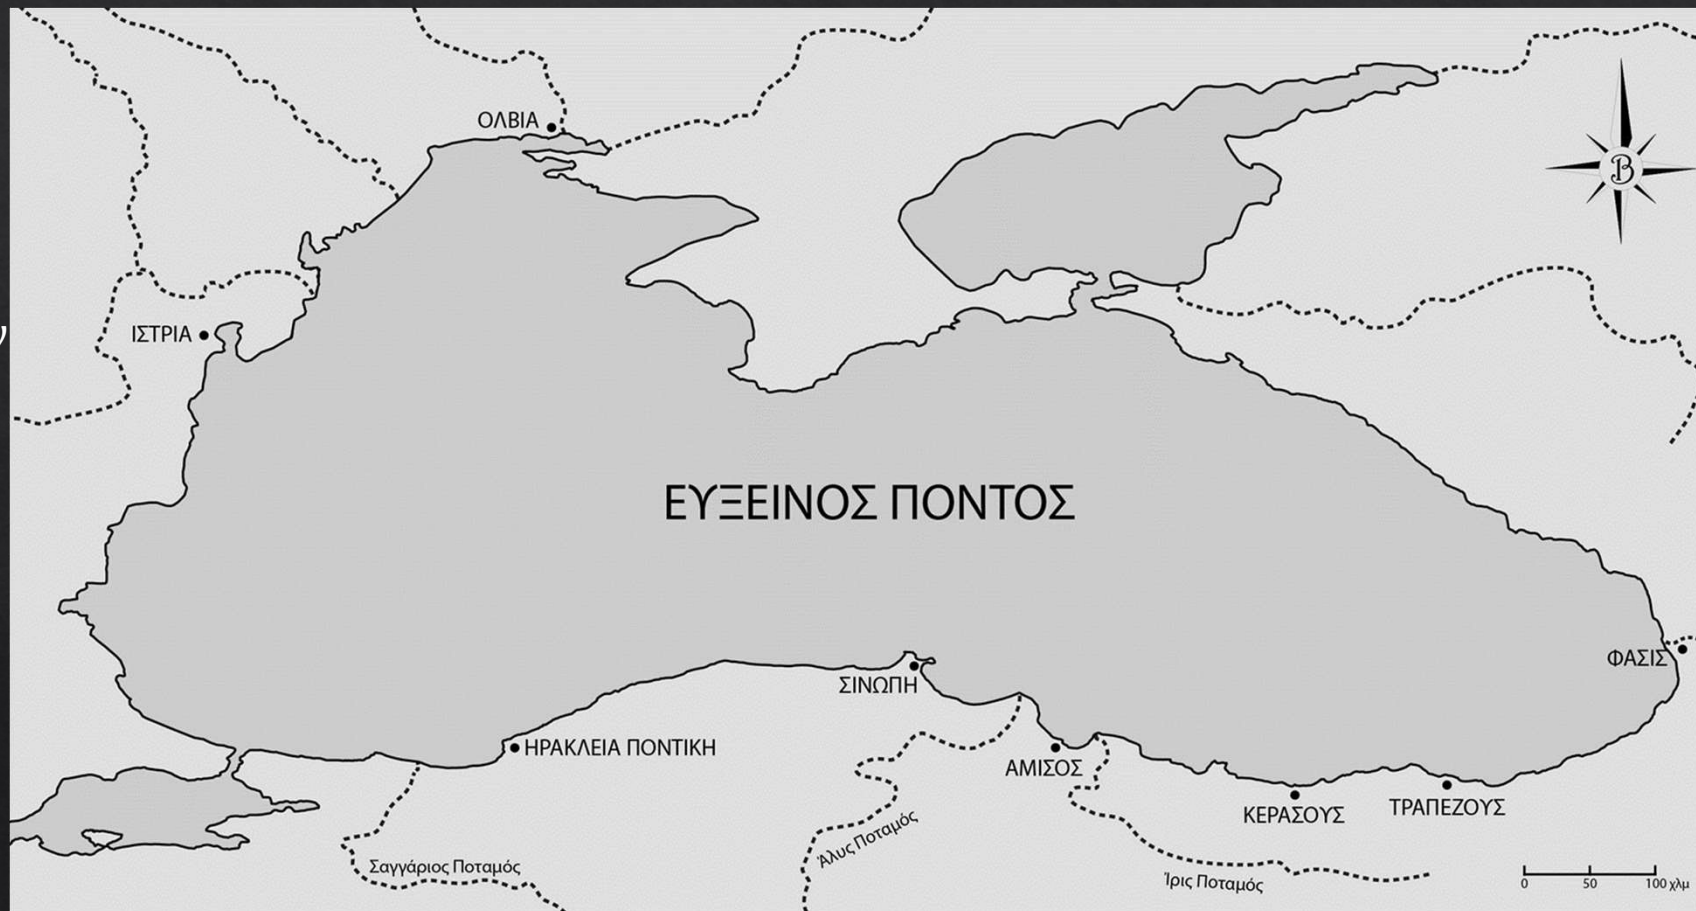 ΟΛΒΙΑ
Β
ΙΣΤΡΙΑ
ν
ΕΥΞΕΙΝΟΣ ΠΟΝΤΟΣ
ΦΑΣΙΣ
ΣΙΝΩΠΗ
ΗΡΑΚΛΕΙΑ ΠΟΝΤΙΚΗ
ΑΜΙΣΟΣ
ΚΕΡΑΣΟΥΣ
ΤΡΑΠΕΖΟΥΣ
Άλυς Ποταμός
Σαγγάριος Ποταμός
Ίρις Ποταμός
0 50 100 χλμ